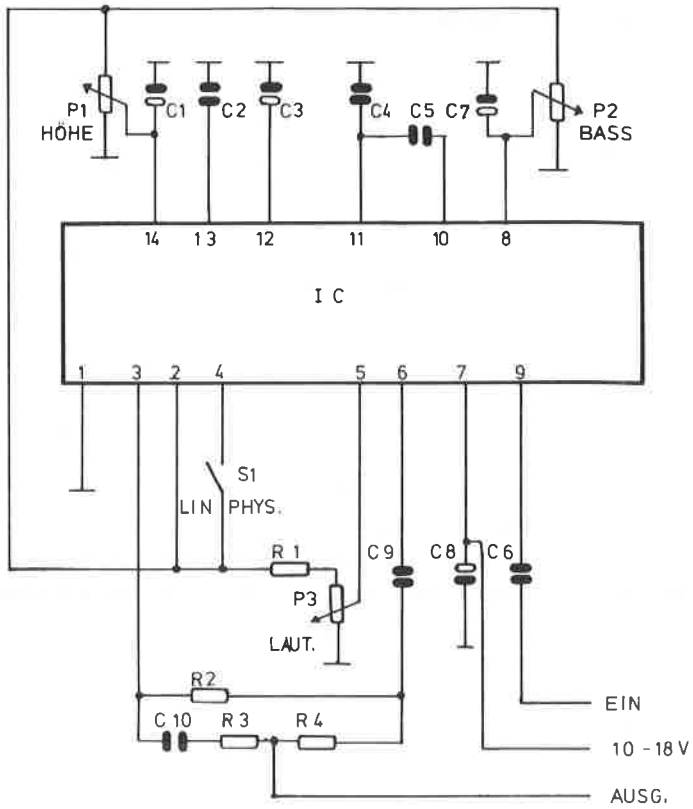 P1 C1 C2 C3 C4 C5 C7 P2
HÖHE BASS
14 13 12 11 10 8
I C
1 3 2 4 5 6 7 9
S1
LIN PHYS.
R 1 C 9 C8 C 6
P3
LAUT.
R2
EIN
C 10 R 3 R 4
10 - 18 V
AUSG.